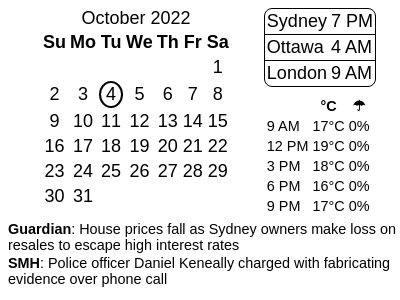 October 2022
Su Mo Tu We Th Fr Sa
1
2 3 4 5 6 7 8
9 10 11 12 13 14 15
16 17 18 19 20 21 22
23 24 25 26 27 28 29
30 31
Sydney 7 PM
Ottawa 4 AM
London 9 AM
°C ☂
9 AM 17°C 0%
12 PM 19°C 0%
3 PM 18°C 0%
6 PM 16°C 0%
9 PM 17°C 0%
Guardian: House prices fall as Sydney owners make loss on
resales to escape high interest rates
SMH: Police officer Daniel Keneally charged with fabricating
evidence over phone call